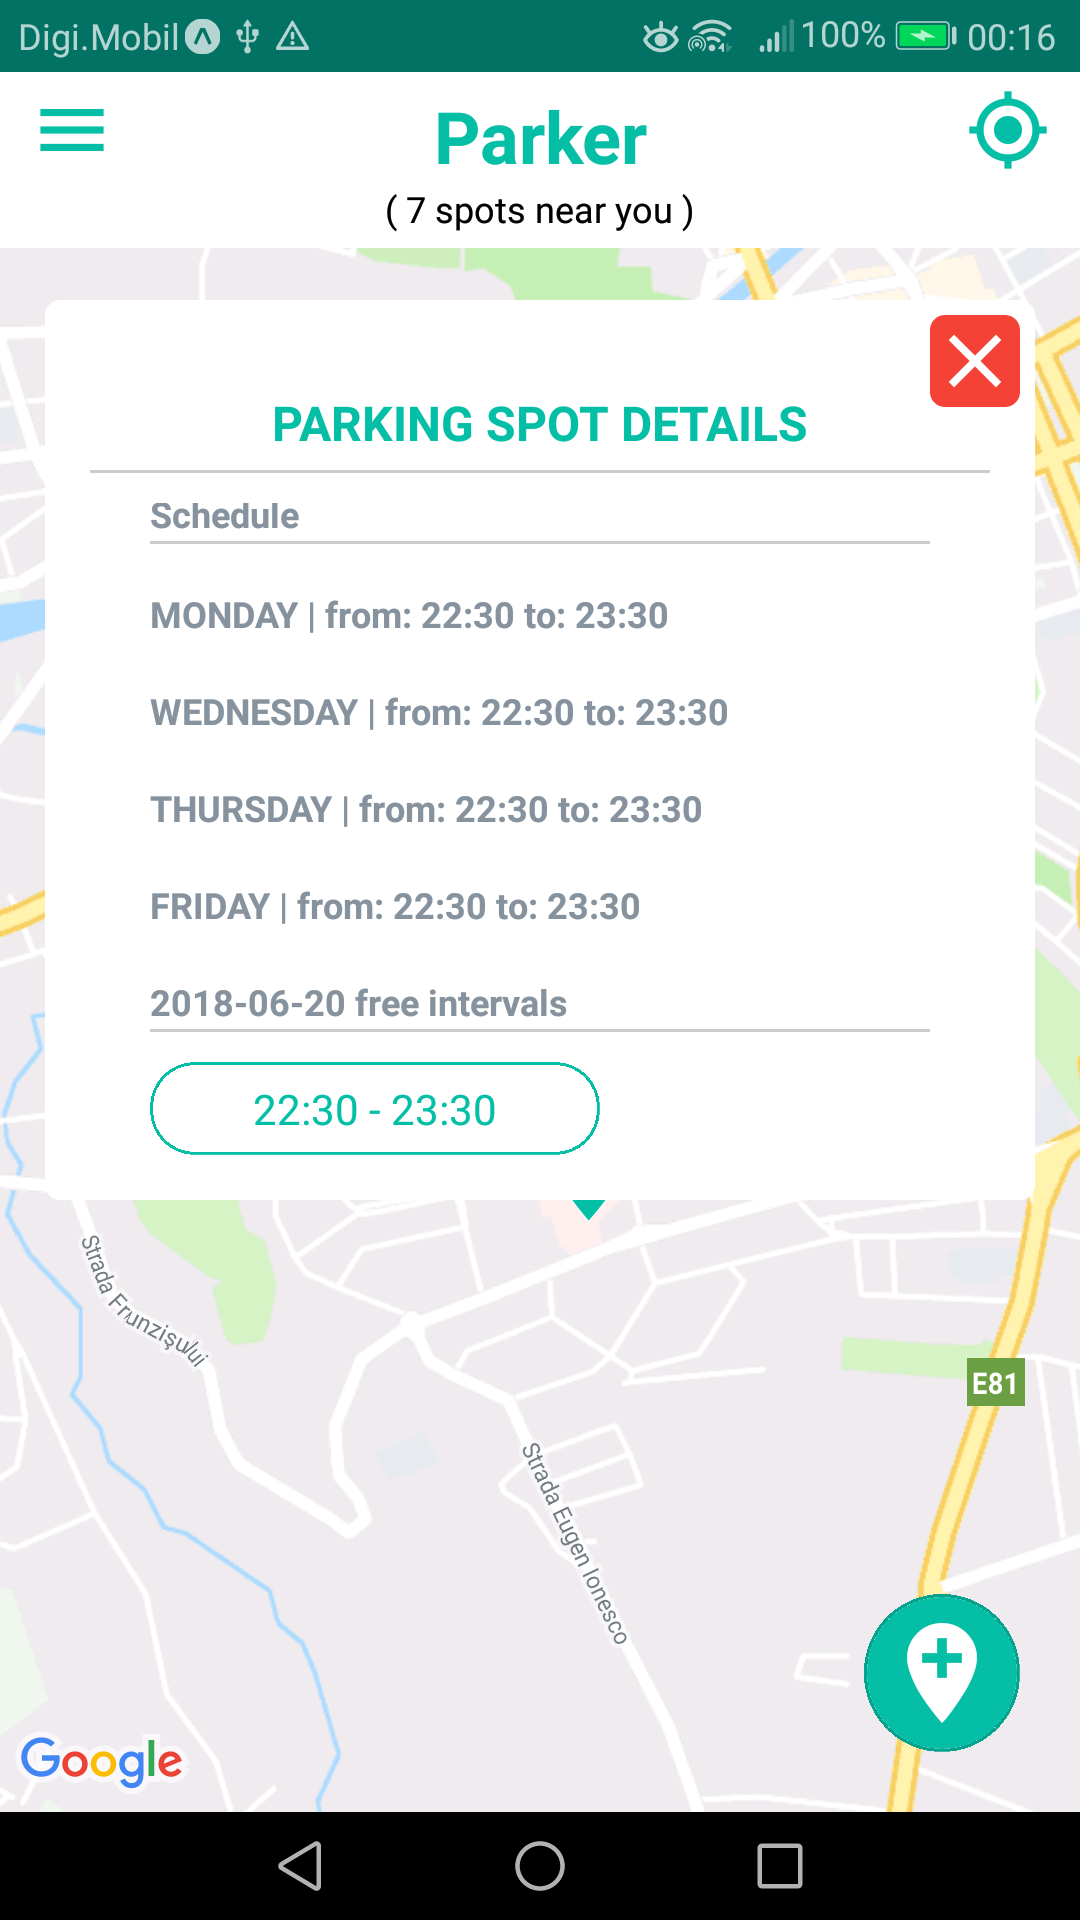 Digi.Mobil 100% 00:16
Parker
( 7 spots near you )
PARKING SPOT DETAILS
Schedule
MONDAY | from: 22:30 to: 23:30
WEDNESDAY | from: 22:30 to: 23:30
THURSDAY | from: 22:30 to: 23:30
FRIDAY | from: 22:30 to: 23:30
2018-06-20 free intervals
22:30 - 23:30
Strada Frunzişului
E81
Strada Eugen Ionesco
Google